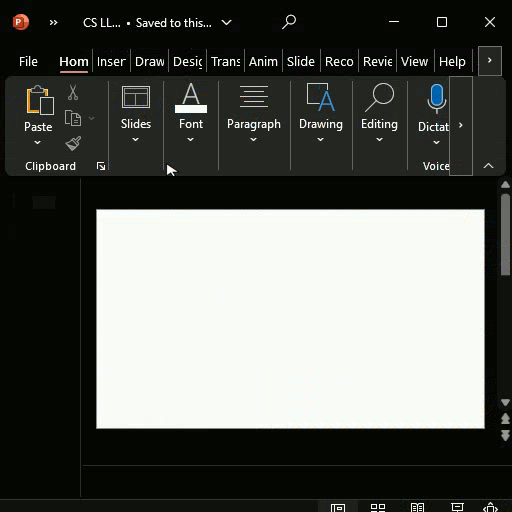 CS LL... • Saved to this...
File Hom Inser Draw Desig Trans Anim Slide Reco Revie View Help
Paste Slides Font Paragraph Drawing Editing Dictat
Clipboard Voice